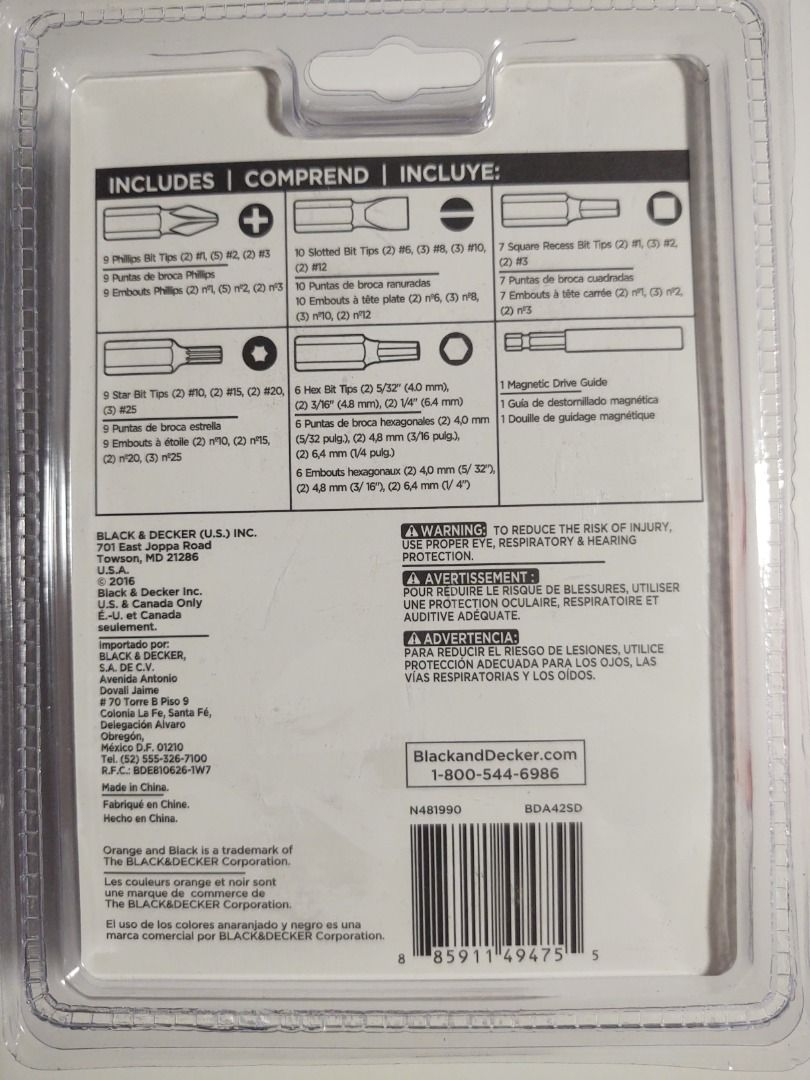 INCLUDES | COMPREND | INCLUYE:
9 Phillips Bit Tips (2) #1, (5) #2, (2) #3
9 Puntas de broca Phillips
9 Embouts Phillips (2) nº1, (5) nº2, (2) nº3
10 Slotted Bit Tips (2) #6, (3) #8, (3) #10,
(2) #12
10 Puntas de broca ranuradas
10 Embouts à tête plate (2) nº6, (3) nº8,
(3) nº10, (2) nº12
7 Square Recess Bit Tips (2) #1, (3) #2,
(2) #3
7 Puntas de broca cuadradas
7 Embouts à tête carrée (2) nº1, (3) nº2,
(2) nº3
9 Star Bit Tips (2) #10, (2) #15, (2) #20,
(3) #25
9 Puntas de broca estrella
9 Embouts à étoile (2) nº10, (2) nº15,
(2) nº20, (3) nº25
6 Hex Bit Tips (2) 5/32" (4.0 mm),
(2) 3/16" (4.8 mm), (2) 1/4" (6.4 mm)
6 Puntas de broca hexagonales (2) 4,0 mm
(5/32 pulg.), (2) 4,8 mm (3/16 pulg.),
(2) 6,4 mm (1/4 pulg.)
6 Embouts hexagonaux (2) 4,0 mm (5/ 32"),
(2) 4,8 mm (3/ 16"), (2) 6,4 mm (1/ 4")
1 Magnetic Drive Guide
1 Guía de destornillado magnética
1 Douille de guidage magnétique
BLACK & DECKER (U.S.) INC.
701 East Joppa Road
Towson, MD 21286
U.S.A.
© 2016
Black & Decker Inc.
U.S. & Canada Only
É.-U. et Canada
seulement.
importado por:
BLACK & DECKER,
S.A. DE C.V.
Avenida Antonio
Dovali Jaime
# 70 Torre B Piso 9
Colonia La Fe, Santa Fé,
Delegación Alvaro
Obregón,
México D.F. 01210
Tel. (52) 555-326-7100
R.F.C.: BDE810626-1W7
Made in China.
Fabriqué en Chine.
Hecho en China.
Orange and Black is a trademark of
The BLACK&DECKER Corporation.
Les couleurs orange et noir sont
une marque de commerce de
The BLACK&DECKER Corporation.
El uso de los colores anaranjado y negro es una
marca comercial por BLACK&DECKER Corporation.
WARNING: TO REDUCE THE RISK OF INJURY,
USE PROPER EYE, RESPIRATORY & HEARING
PROTECTION.
AVERTISSEMENT :
POUR RÉDUIRE LE RISQUE DE BLESSURES, UTILISER
UNE PROTECTION OCULAIRE, RESPIRATOIRE ET
AUDITIVE ADÉQUATE.
ADVERTENCIA:
PARA REDUCIR EL RIESGO DE LESIONES, UTILICE
PROTECCIÓN ADECUADA PARA LOS OJOS, LAS
VÍAS RESPIRATORIAS Y LOS OÍDOS.
BlackandDecker.com
1-800-544-6986
N481990 BDA42SD
8 85911 49475 5